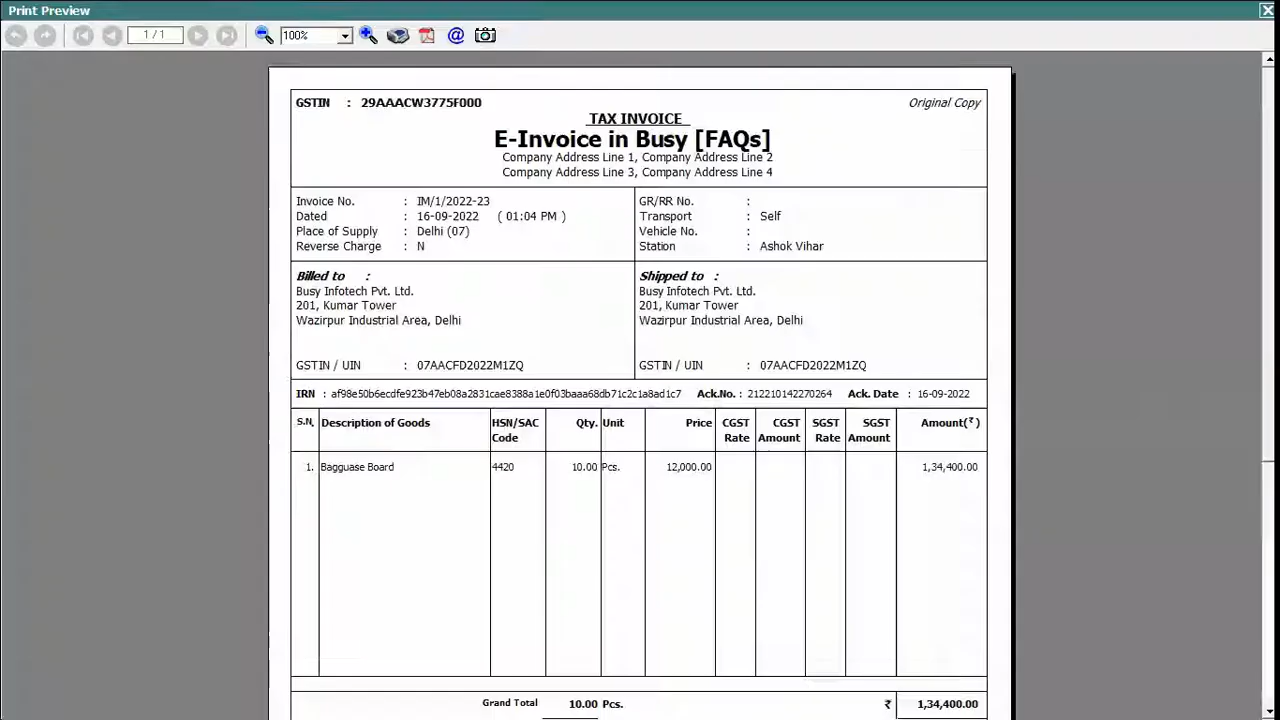 Print Preview
1 / 1
100%
GSTIN : 29AAACW3775F000
Original Copy
TAX INVOICE
E-Invoice in Busy [FAQs]
Company Address Line 1, Company Address Line 2
Company Address Line 3, Company Address Line 4
Invoice No. : IM/1/2022-23
Dated : 16-09-2022 ( 01:04 PM )
Place of Supply : Delhi (07)
Reverse Charge : N
GR/RR No. :
Transport : Self
Vehicle No. :
Station : Ashok Vihar
Billed to :
Busy Infotech Pvt. Ltd.
201, Kumar Tower
Wazirpur Industrial Area, Delhi
GSTIN / UIN : 07AACFD2022M1ZQ
Shipped to :
Busy Infotech Pvt. Ltd.
201, Kumar Tower
Wazirpur Industrial Area, Delhi
GSTIN / UIN : 07AACFD2022M1ZQ
IRN : af98e50b6ecdfe923b47eb08a2831cae8388a1e0f03baaa68db71c2c1a8ad1c7 Ack.No. : 212210142270264 Ack. Date : 16-09-2022
S.N. Description of Goods HSN/SAC Code Qty. Unit Price CGST Rate CGST Amount SGST Rate SGST Amount Amount(₹)
1. Bagguase Board 4420 10.00 Pcs. 12,000.00 1,34,400.00
Grand Total 10.00 Pcs. ₹ 1,34,400.00